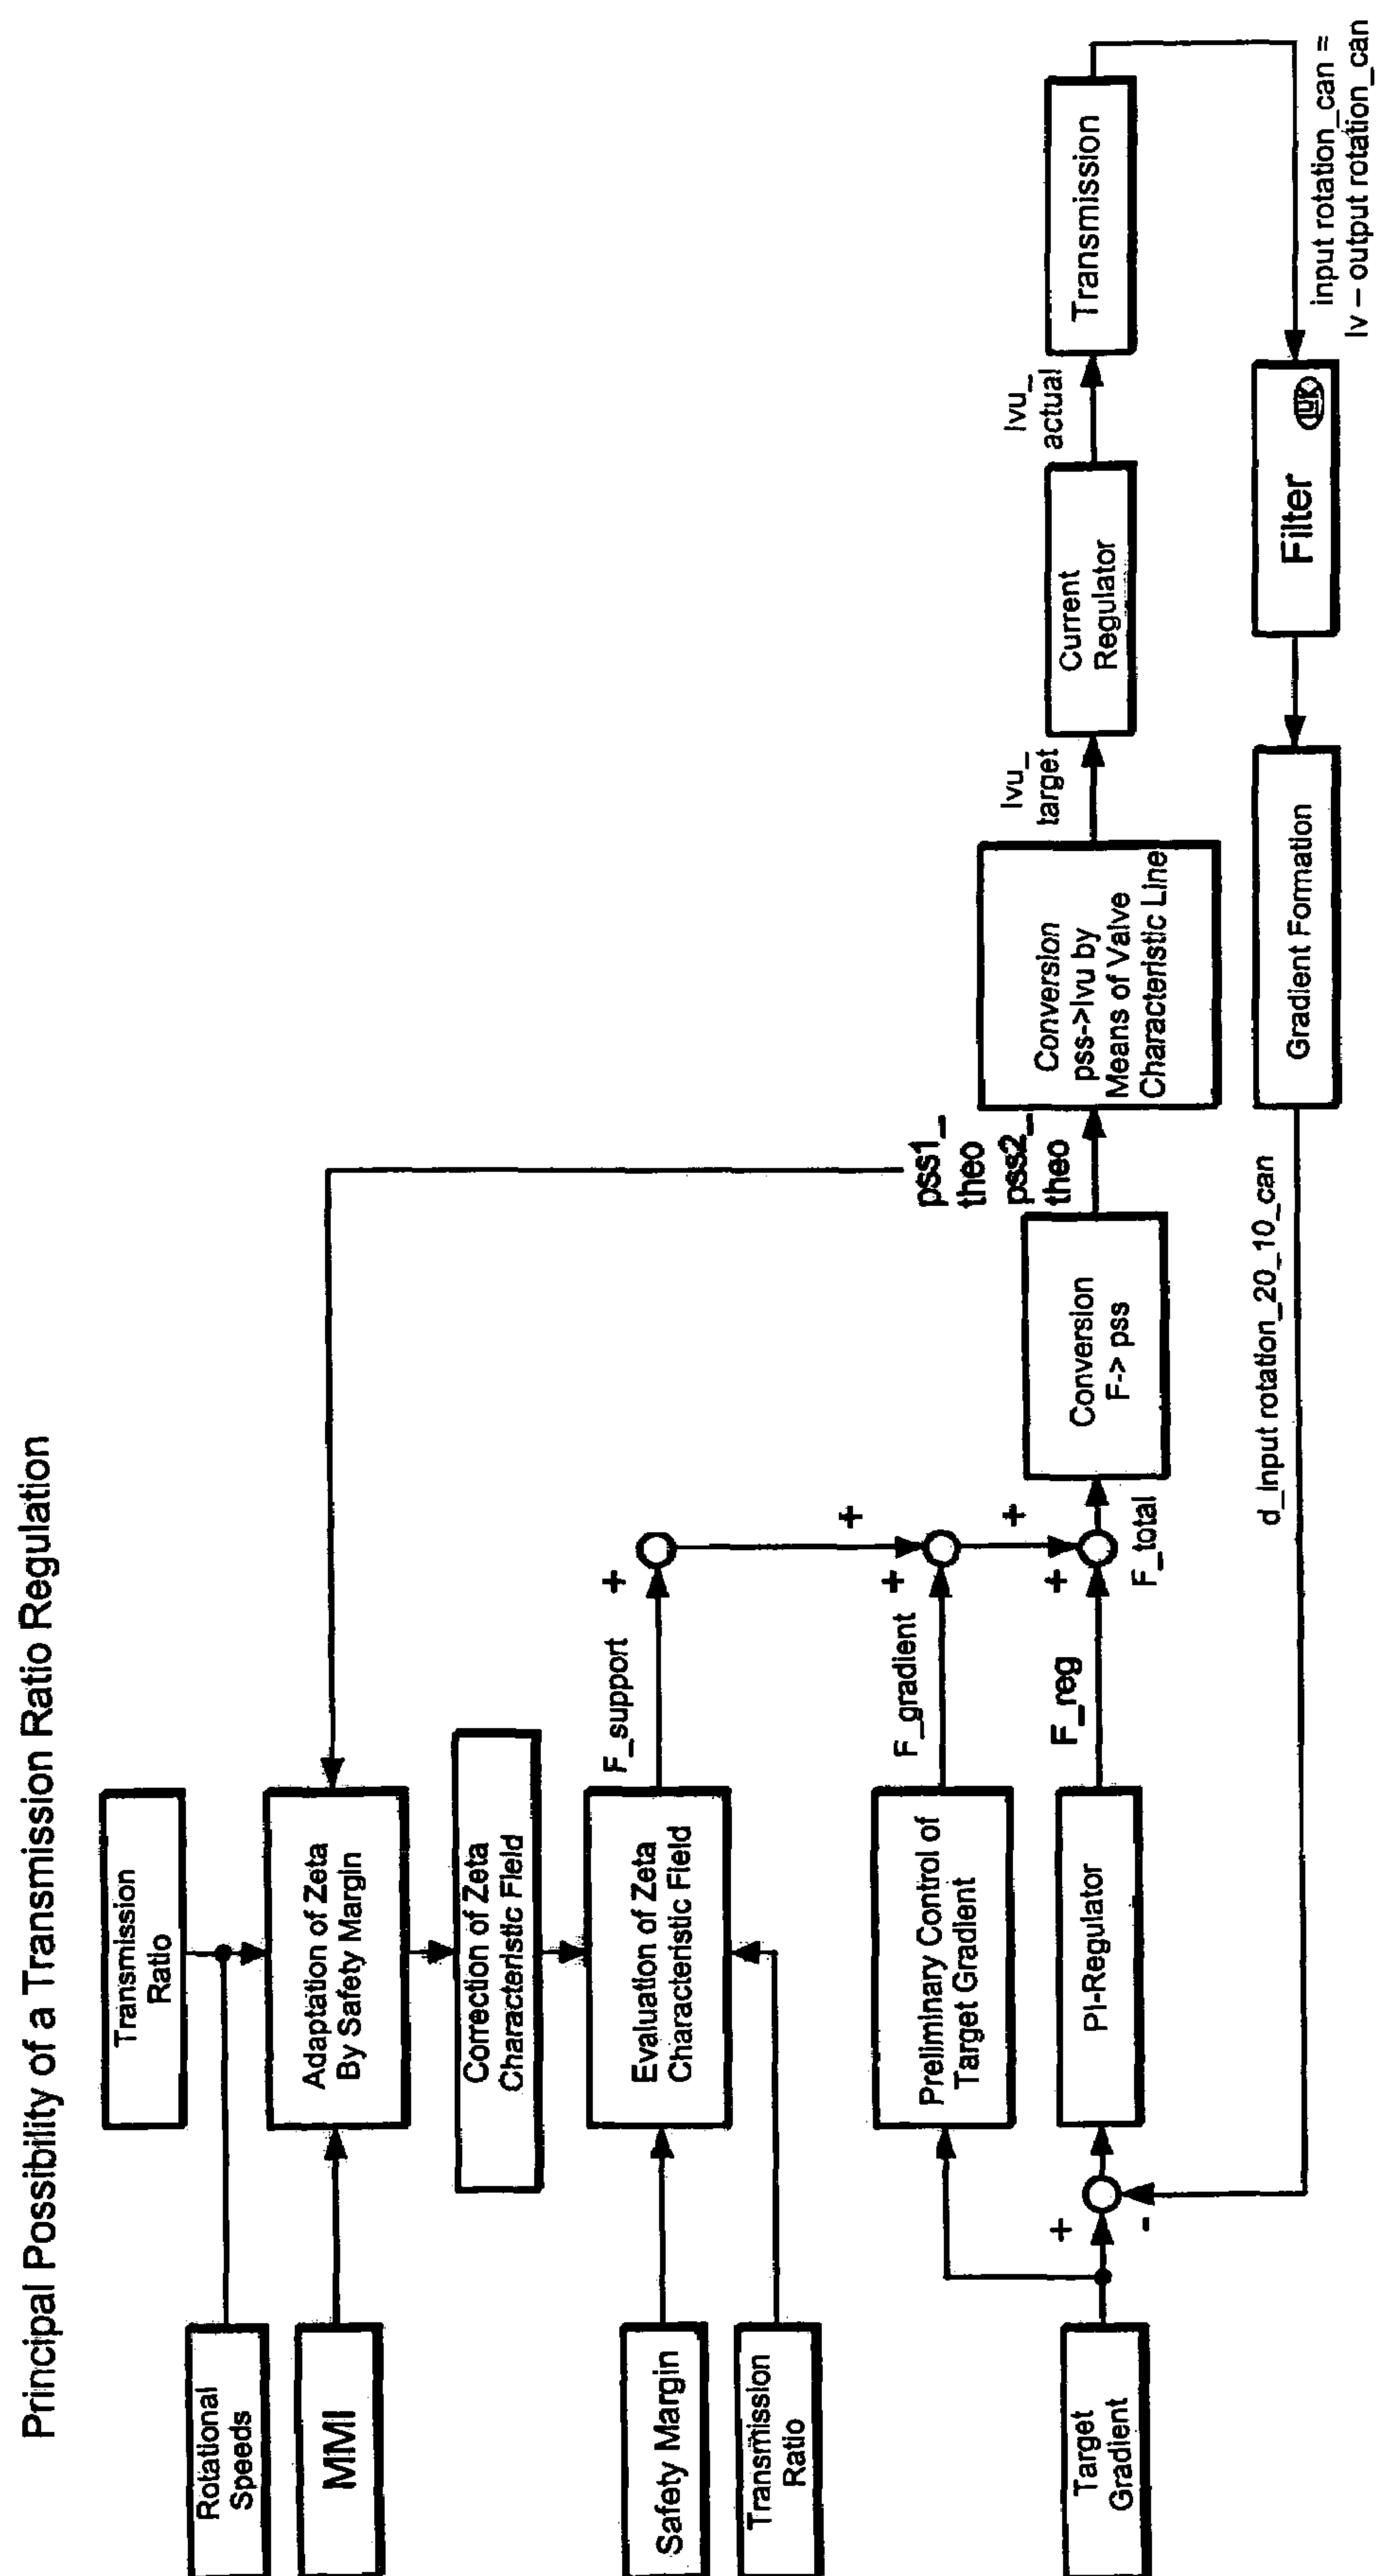 Principal Possibility of a Transmission Ratio Regulation
Transmission
Ratio
Rotational
Speeds
Adaptation of Zeta
By Safety Margin
MMI
Correction of Zeta
Characteristic Field
Evaluation of Zeta
Characteristic Field
F_support
+
Safety Margin
Transmission
Ratio
+
Preliminary Control of
Target Gradient
F_gradient
+
+
Target
Gradient
+
-
PI-Regulator
F_reg
+
F_total
Conversion
F-> pss
pss1_
theo
pss2_
theo
Conversion
pss->Ivu by
Means of Valve
Characteristic Line
Ivu_
target
Current
Regulator
Ivu_
actual
Transmission
input rotation_can =
Iv – output rotation_can
Filter
LuK
Gradient Formation
d_input rotation_20_10_can